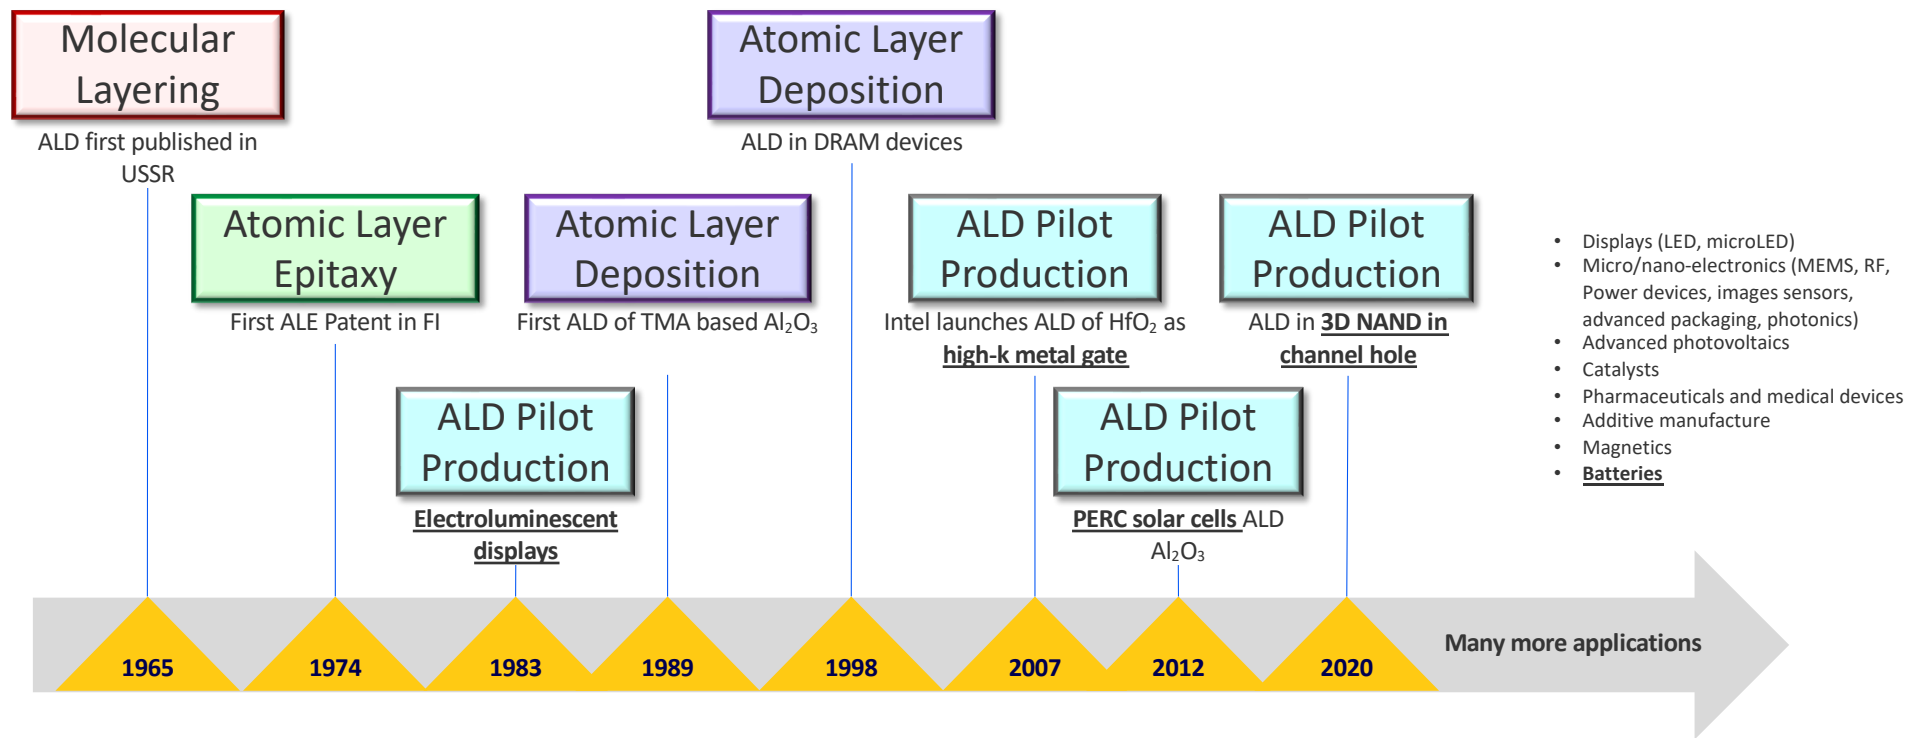 Molecular
Layering
ALD first published in
USSR
Atomic Layer
Epitaxy
First ALE Patent in FI
ALD Pilot
Production
Electroluminescent
displays
Atomic Layer
Deposition
First ALD of TMA based Al₂O₃
Atomic Layer
Deposition
ALD in DRAM devices
ALD Pilot
Production
Intel launches ALD of HfO₂ as
high-k metal gate
ALD Pilot
Production
PERC solar cells ALD
Al₂O₃
ALD Pilot
Production
ALD in 3D NAND in
channel hole
• Displays (LED, microLED)
• Micro/nano-electronics (MEMS, RF,
Power devices, images sensors,
advanced packaging, photonics)
• Advanced photovoltaics
• Catalysts
• Pharmaceuticals and medical devices
• Additive manufacture
• Magnetics
• Batteries
1965
1974
1983
1989
1998
2007
2012
2020
Many more applications